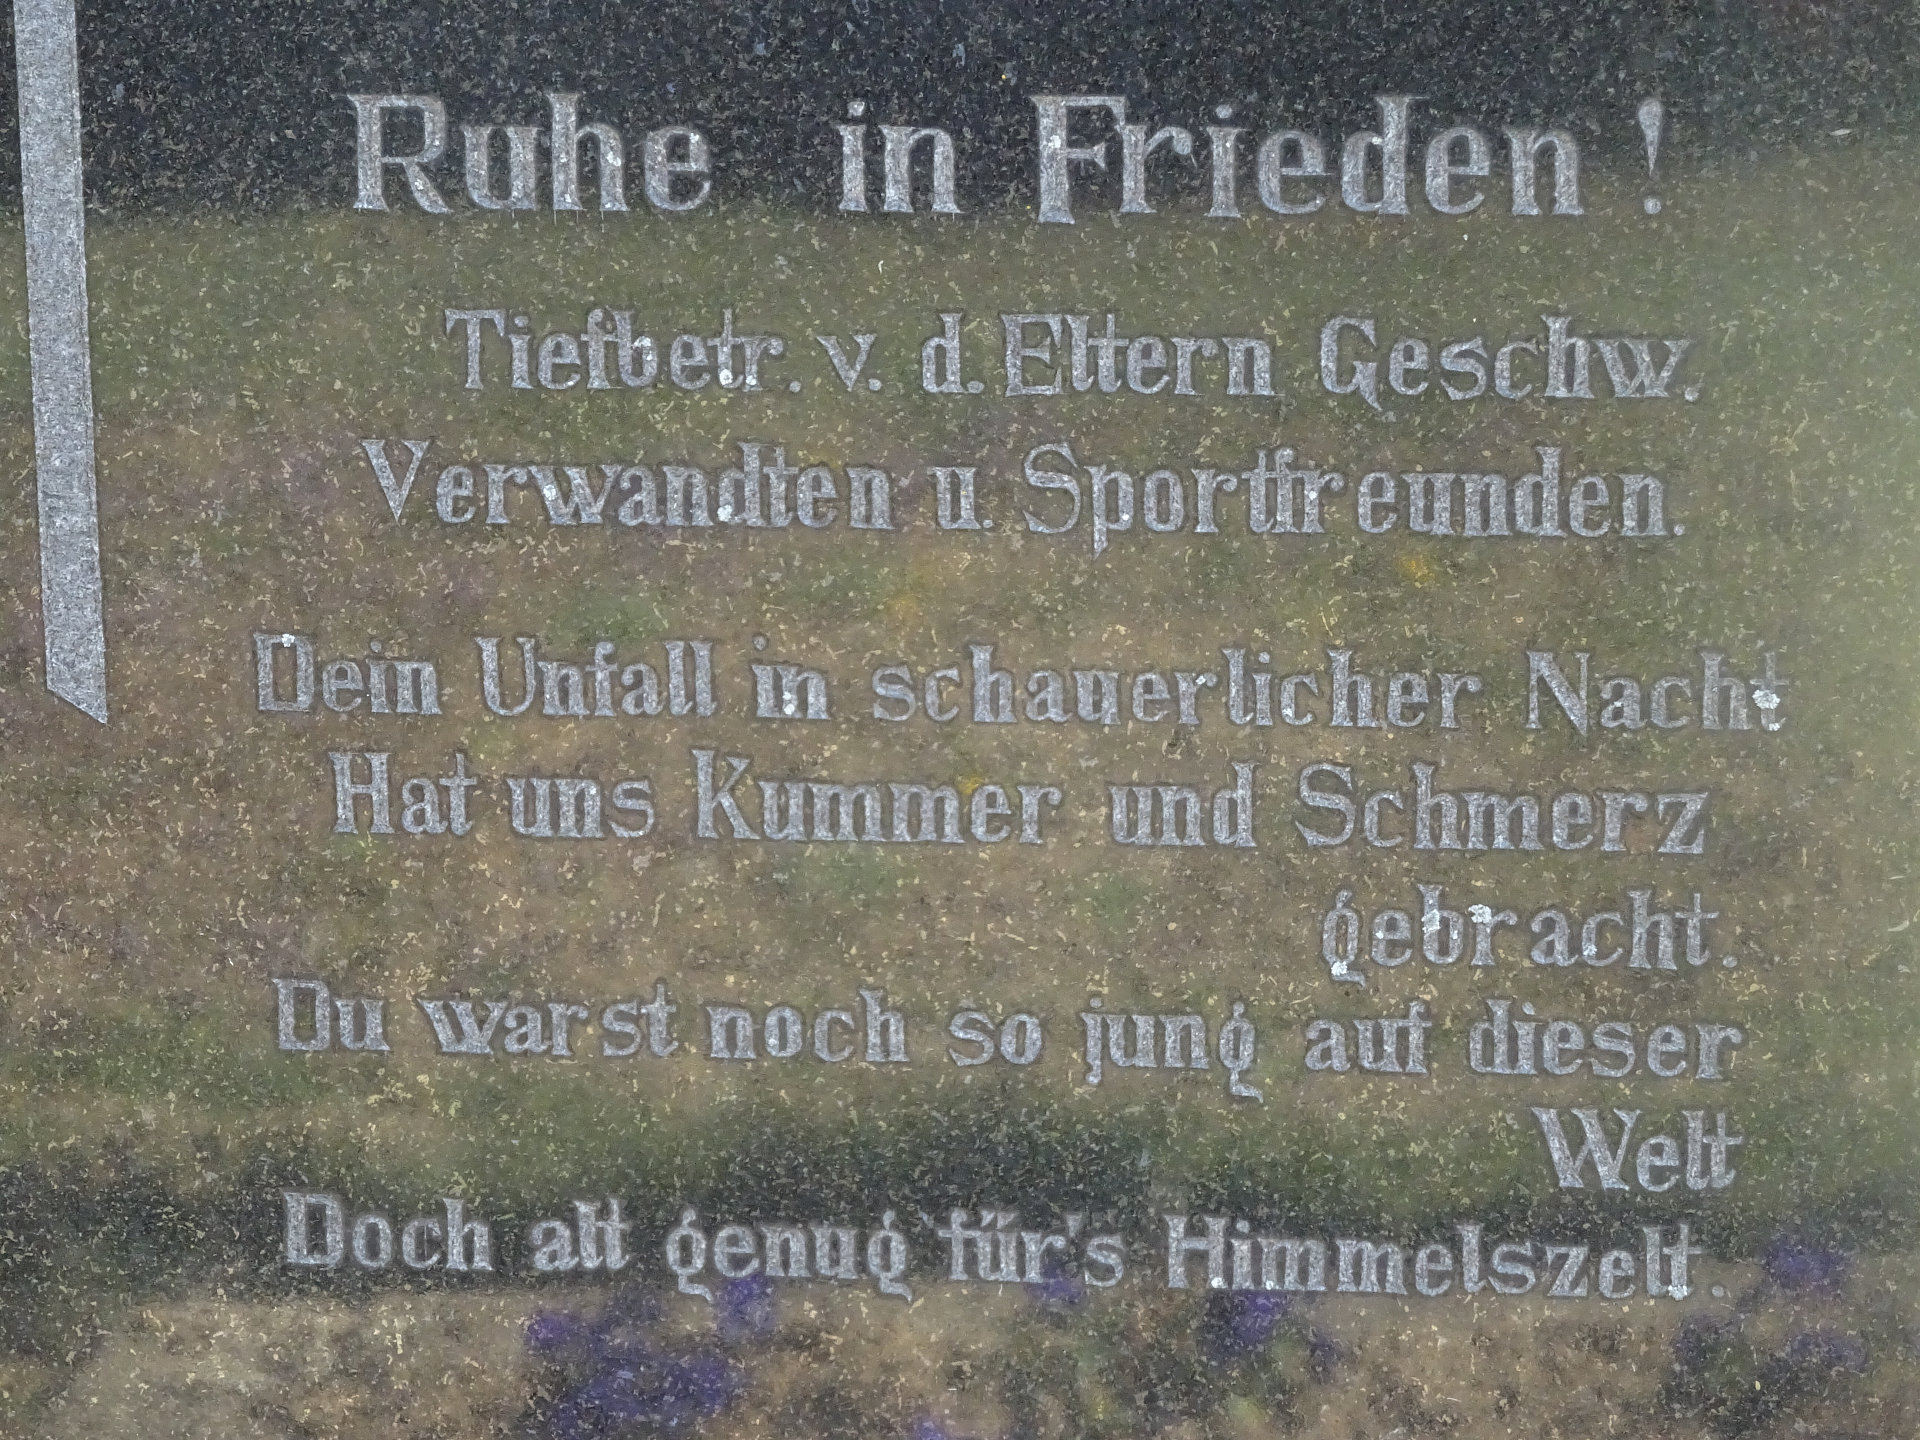 Ruhe in Frieden !
Tiefbetr. v. d. Eltern Geschw.
Verwandten u. Sportfreunden.
Dein Unfall in schauerlicher Nacht
Hat uns Kummer und Schmerz
gebracht.
Du warst noch so jung auf dieser
Welt
Doch alt genug für's Himmelszelt.